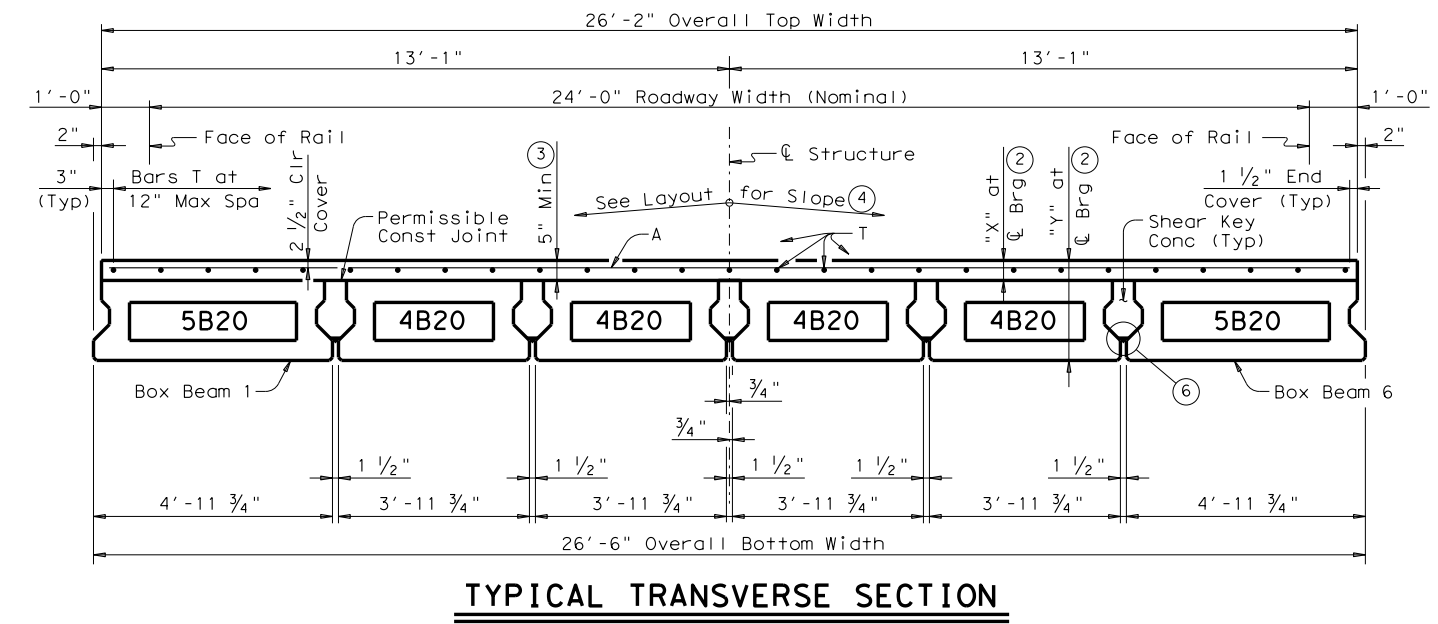 26'-2" Overall Top Width
13'-1"
13'-1"
1'-0"
24'-0" Roadway Width (Nominal)
1'-0"
2"
Face of Rail
Face of Rail
2"
3"
(Typ)
Bars T at
12" Max Spa
2 1/2" Clr
Cover
Permissible
Const Joint
5" Min 3
℄ Structure
See Layout for Slope 4
A
T
"X" at
℄ Brg 2
"Y" at
℄ Brg 2
1 1/2" End
Cover (Typ)
Shear Key
Conc (Typ)
5B20
4B20
4B20
4B20
4B20
5B20
Box Beam 1
6
Box Beam 6
3/4"
3/4"
1 1/2"
1 1/2"
1 1/2"
1 1/2"
1 1/2"
4'-11 3/4"
3'-11 3/4"
3'-11 3/4"
3'-11 3/4"
3'-11 3/4"
4'-11 3/4"
26'-6" Overall Bottom Width
TYPICAL TRANSVERSE SECTION